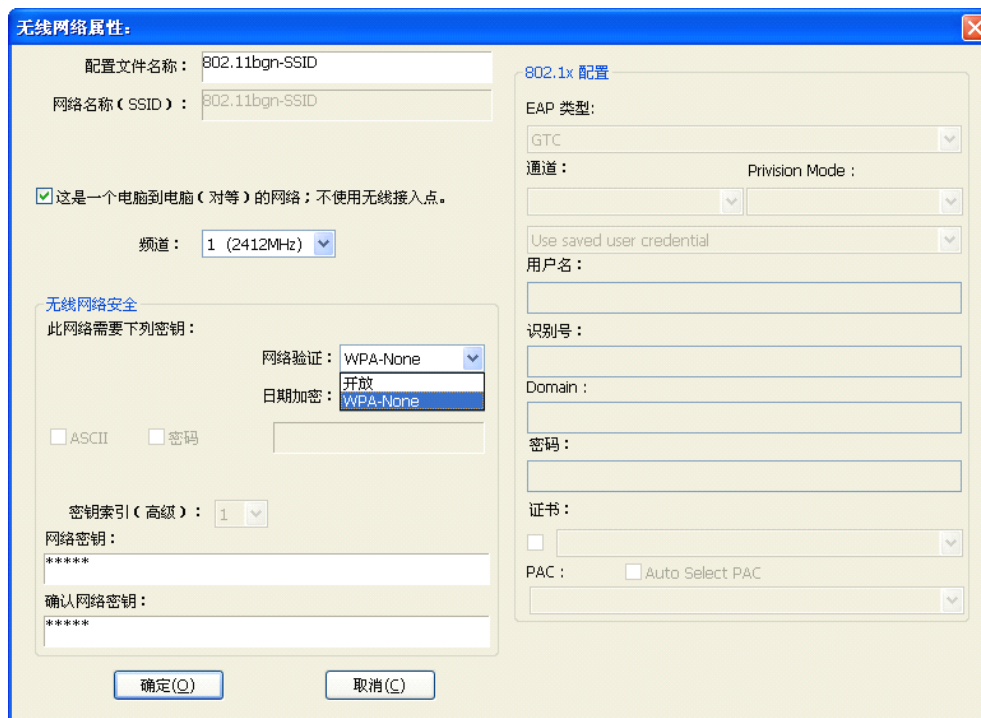 无线网络属性:
配置文件名称： 802.11bgn-SSID
网络名称（SSID）： 802.11bgn-SSID
这是一个电脑到电脑（对等）的网络；不使用无线接入点。
频道： 1 (2412MHz)
无线网络安全
此网络需要下列密钥：
网络验证： WPA-None
开放
日期加密： WPA-None
ASCII 密码
密钥索引（高级）： 1
网络密钥：
*****
确认网络密钥：
*****
确定(O) 取消(C)
802.1x 配置
EAP 类型:
GTC
通道： Privision Mode :
Use saved user credential
用户名：
识别号：
Domain :
密码：
证书：
PAC : Auto Select PAC